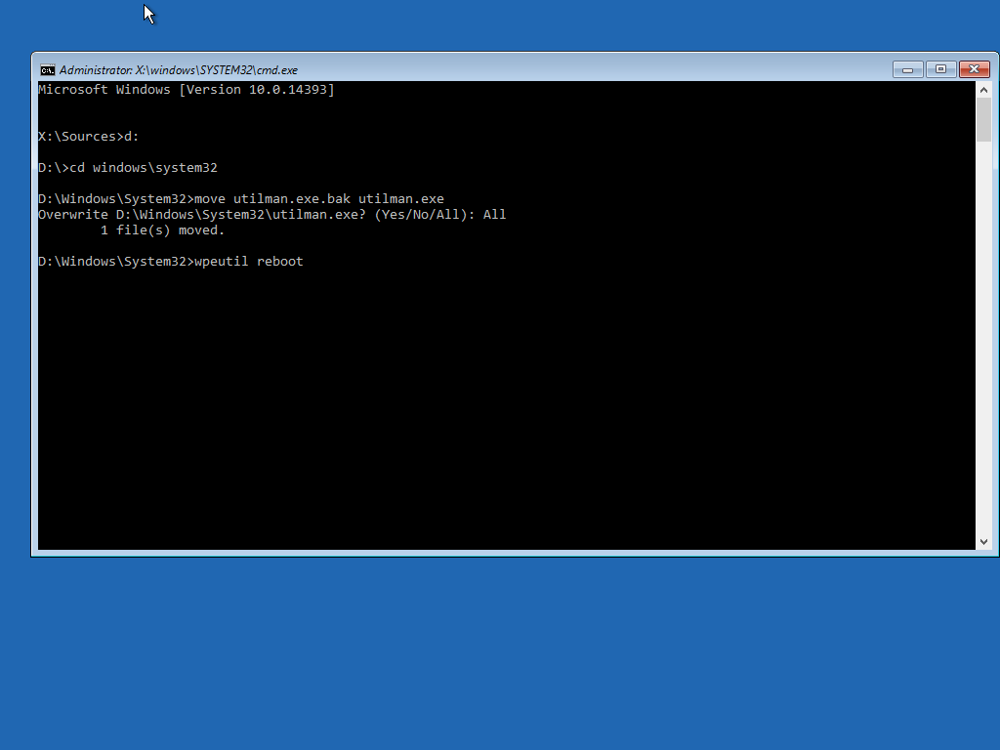 Administrator: X:\windows\SYSTEM32\cmd.exe
Microsoft Windows [Version 10.0.14393]
X:\Sources>d:
D:\>cd windows\system32
D:\Windows\System32>move utilman.exe.bak utilman.exe
Overwrite D:\Windows\System32\utilman.exe? (Yes/No/All): All
        1 file(s) moved.
D:\Windows\System32>wpeutil reboot